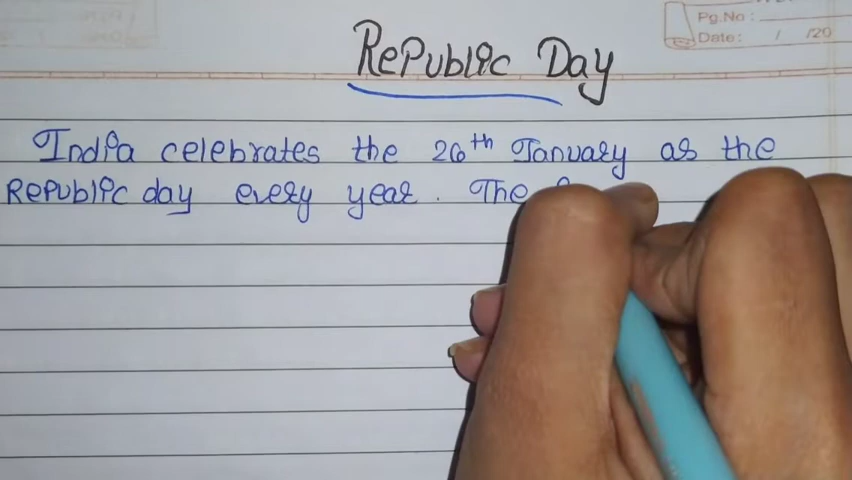 Pg.No:
Date: / /20
Republic Day
India celebrates the 26th January as the
Republic day every year. The